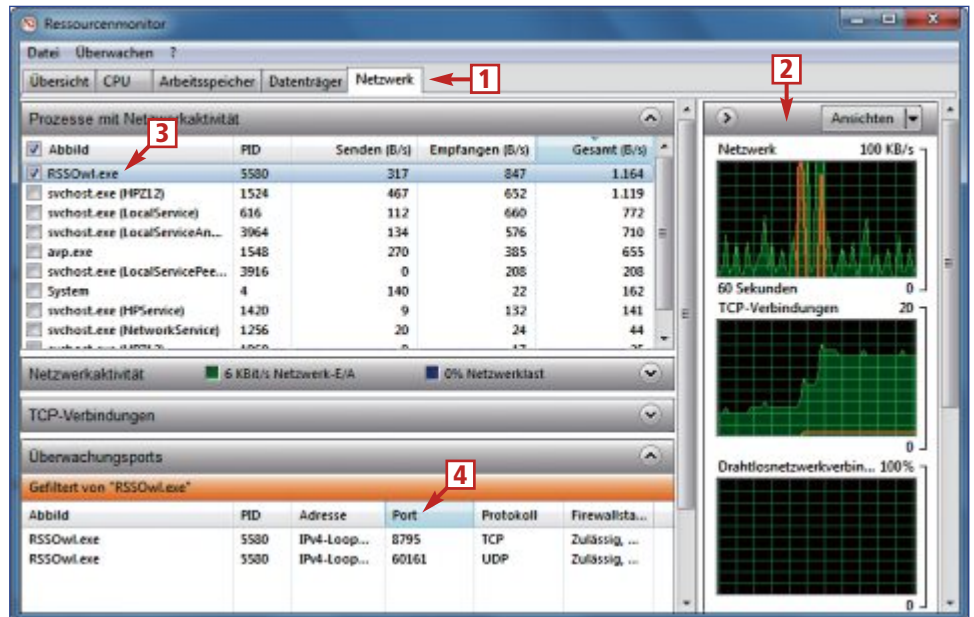 Ressourcenmonitor
Datei Überwachen ?
Übersicht CPU Arbeitsspeicher Datenträger Netzwerk
1
2
Prozesse mit Netzwerkaktivität
3
Abbild PID Senden (B/s) Empfangen (B/s) Gesamt (B/s)
RSSOwl.exe 5580 317 847 1.164
svchost.exe (HPZ12) 1524 467 652 1.119
svchost.exe (LocalService) 616 112 660 772
svchost.exe (LocalServiceAn... 3964 134 576 710
avp.exe 1548 270 385 655
svchost.exe (LocalServicePee... 3916 0 208 208
System 4 140 22 162
svchost.exe (HPService) 1420 9 132 141
svchost.exe (NetworkService) 1256 20 24 44
Netzwerkaktivität 6 KBit/s Netzwerk-E/A 0% Netzwerklast
TCP-Verbindungen
Überwachungsports
4
Gefiltert von "RSSOwl.exe"
Abbild PID Adresse Port Protokoll Firewallsta...
RSSOwl.exe 5580 IPv4-Loop... 8795 TCP Zulässig, ...
RSSOwl.exe 5580 IPv4-Loop... 60161 UDP Zulässig, ...
Ansichten
Netzwerk 100 KB/s
60 Sekunden 0
TCP-Verbindungen 20
0
Drahtlosnetzwerkverbin... 100%
0